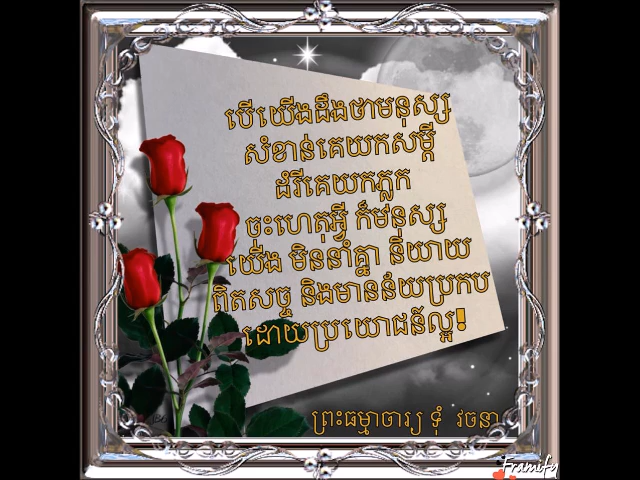 បើយើងដឹងថាមនុស្ស
សំខាន់គេយកសម្ដី
ដំរីគេយកភ្លុក
ចុះហេតុអ្វី ក៏មនុស្ស
យើង មិននាំគ្នា និយាយ
ពិតសច្ច និងមានន័យប្រកប
ដោយប្រយោជន៍ល្អ!
ព្រះធម្មាចារ្យ ទុំ វចនា
Framify